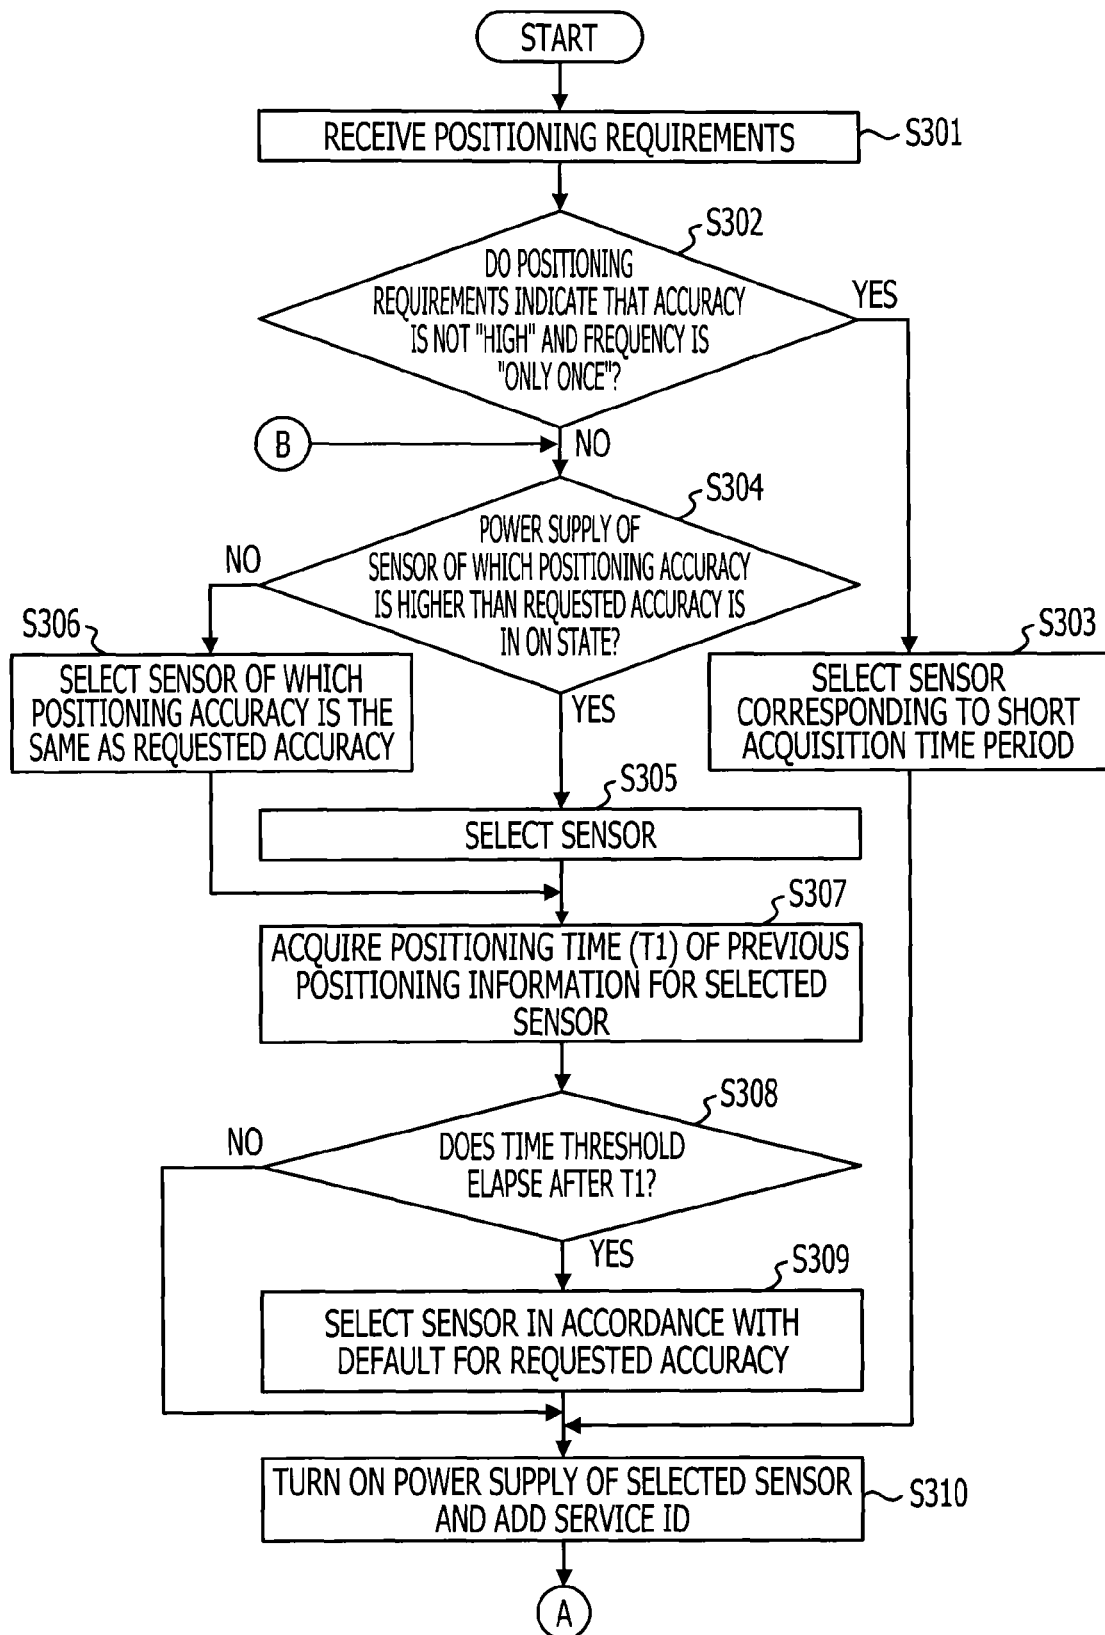 START
RECEIVE POSITIONING REQUIREMENTS
S301
S302
DO POSITIONING
REQUIREMENTS INDICATE THAT ACCURACY
IS NOT "HIGH" AND FREQUENCY IS
"ONLY ONCE"?
YES
B
NO
S304
POWER SUPPLY OF
SENSOR OF WHICH POSITIONING ACCURACY
IS HIGHER THAN REQUESTED ACCURACY IS
IN ON STATE?
NO
YES
S306
SELECT SENSOR OF WHICH
POSITIONING ACCURACY IS THE
SAME AS REQUESTED ACCURACY
S303
SELECT SENSOR
CORRESPONDING TO SHORT
ACQUISITION TIME PERIOD
S305
SELECT SENSOR
S307
ACQUIRE POSITIONING TIME (T1) OF PREVIOUS
POSITIONING INFORMATION FOR SELECTED
SENSOR
S308
DOES TIME THRESHOLD
ELAPSE AFTER T1?
NO
YES
S309
SELECT SENSOR IN ACCORDANCE WITH
DEFAULT FOR REQUESTED ACCURACY
TURN ON POWER SUPPLY OF SELECTED SENSOR
AND ADD SERVICE ID
S310
A